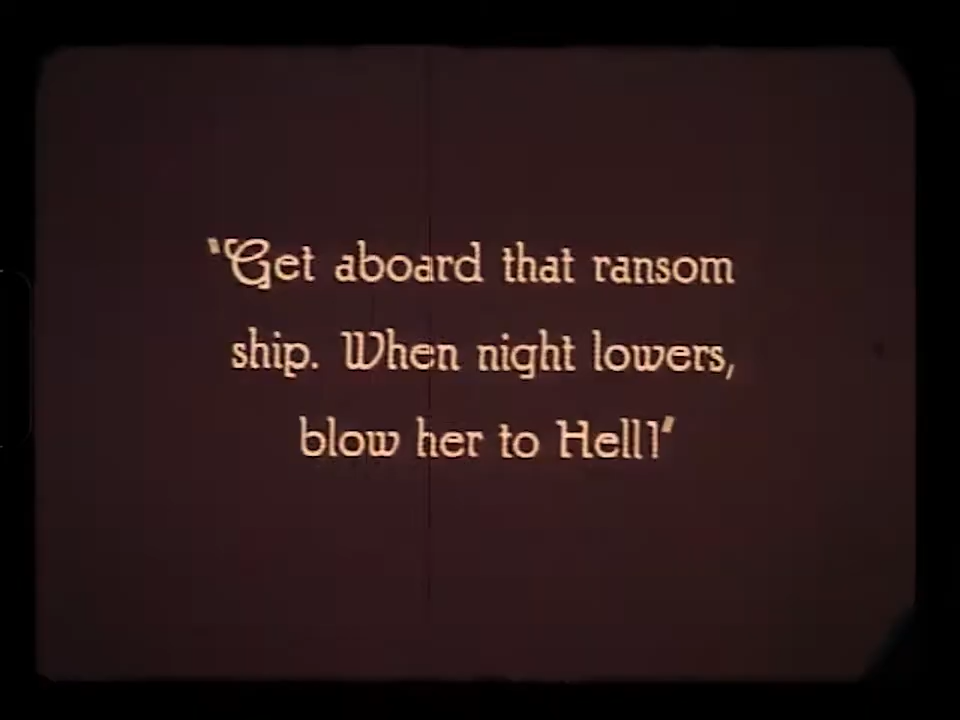 "Get aboard that ransom
ship. When night lowers,
blow her to Hell!"